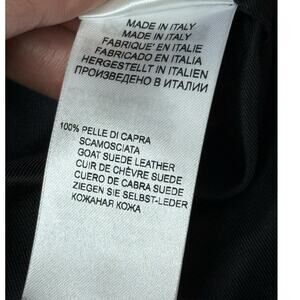 MADE IN ITALY
MADE IN ITALY
FABRIQUE' EN ITALIE
FABRICADO EN ITALIA
HERGESTELLT IN ITALIEN
ПРОИЗВЕДЕНО В ИТАЛИИ
100% PELLE DI CAPRA
SCAMOSCIATA
GOAT SUEDE LEATHER
CUIR DE CHÈVRE SUEDE
CUERO DE CABRA SUEDE
ZIEGEN SIE SELBST-LEDER
КОЖАНАЯ КОЖА